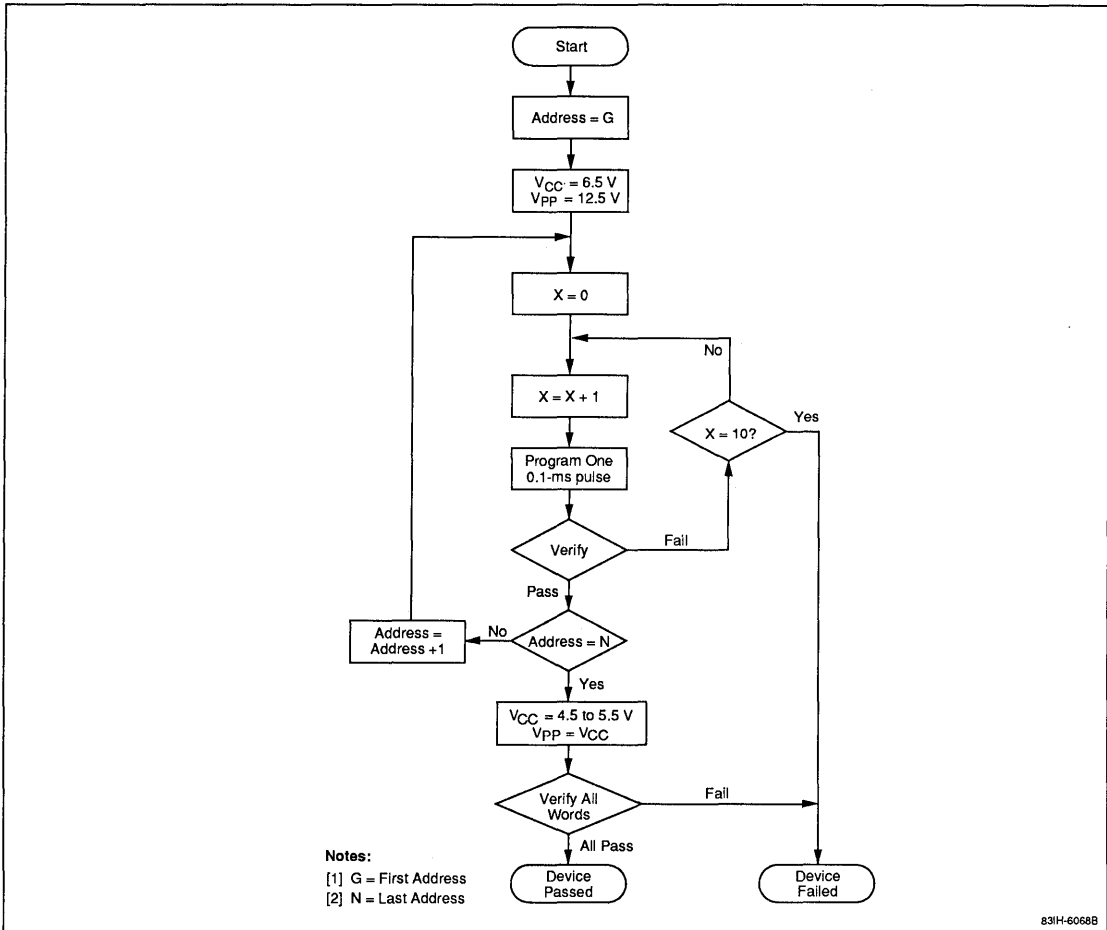 Start
Address = G
VCC = 6.5 V
VPP = 12.5 V
X = 0
No
X = X + 1
X = 10?
Yes
Program One
0.1-ms pulse
Verify
Fail
Pass
Address =
Address +1
No
Address = N
Yes
VCC = 4.5 to 5.5 V
VPP = VCC
Verify All
Words
Fail
All Pass
Device
Passed
Device
Failed
Notes:
[1] G = First Address
[2] N = Last Address
83IH-6068B